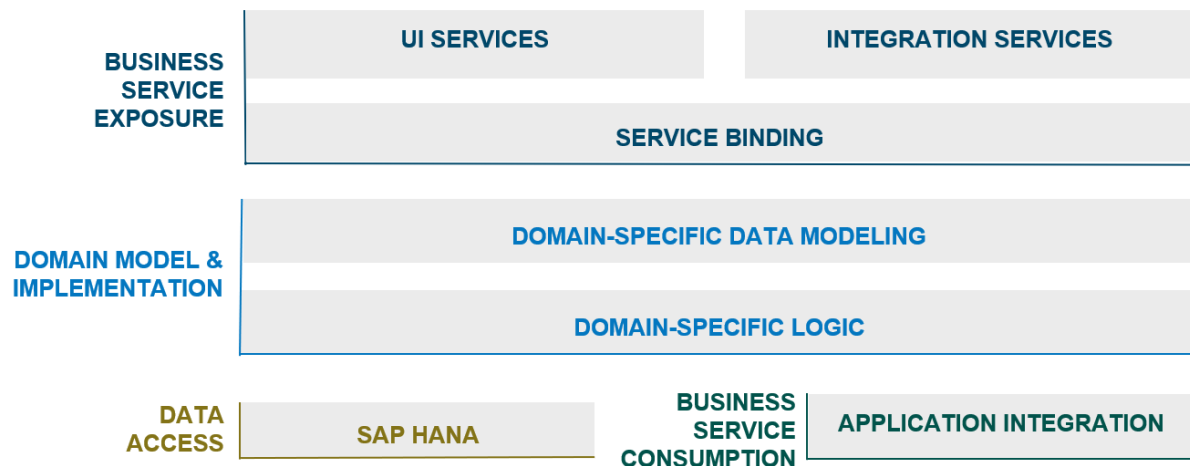 UI SERVICES
INTEGRATION SERVICES
BUSINESS
SERVICE
EXPOSURE
SERVICE BINDING
DOMAIN-SPECIFIC DATA MODELING
DOMAIN MODEL &
IMPLEMENTATION
DOMAIN-SPECIFIC LOGIC
DATA
ACCESS
SAP HANA
BUSINESS
SERVICE
CONSUMPTION
APPLICATION INTEGRATION